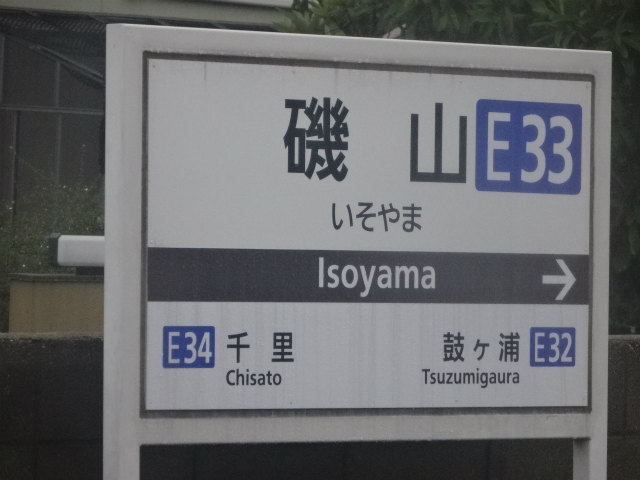 磯 山 E33
いそやま
Isoyama →
E34 千 里 鼓ヶ浦 E32
Chisato Tsuzumigaura